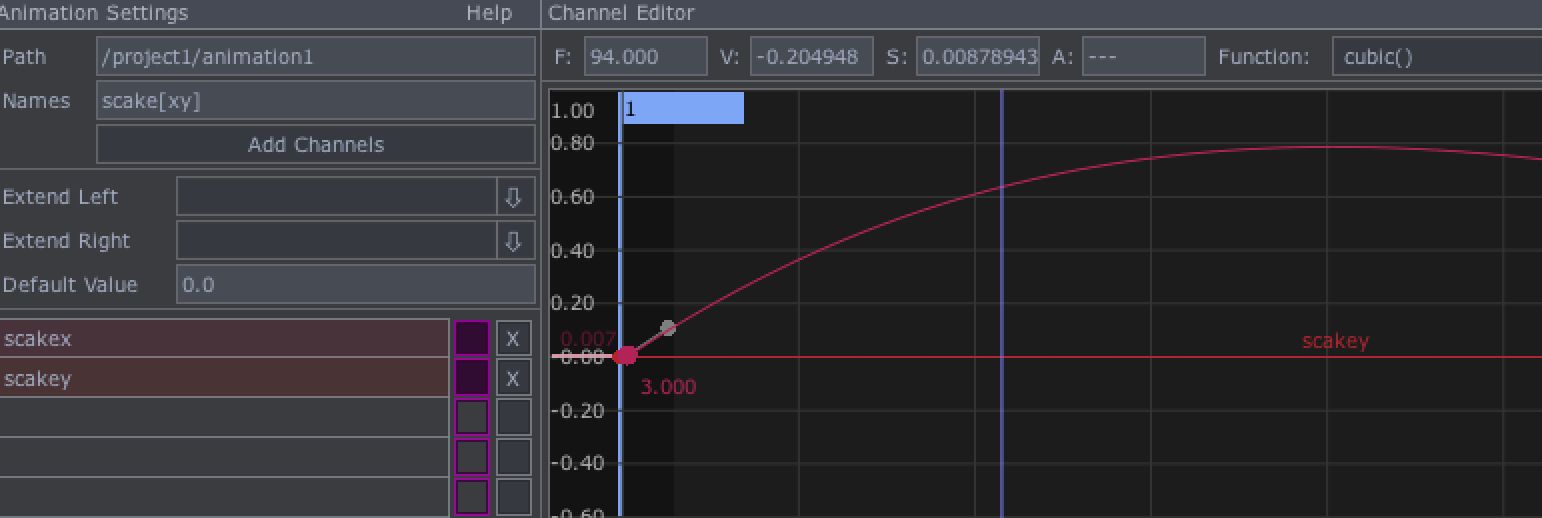 Animation Settings Help
Channel Editor
Path /project1/animation1
F: 94.000 V: -0.204948 S: 0.00878943 A: --- Function: cubic()
Names scake[xy]
Add Channels
Extend Left
Extend Right
Default Value 0.0
scakex X
scakey X
1
1.00
0.80
0.60
0.40
0.20
0.007
-0.00
scakey
3.000
-0.20
-0.40
-0.60